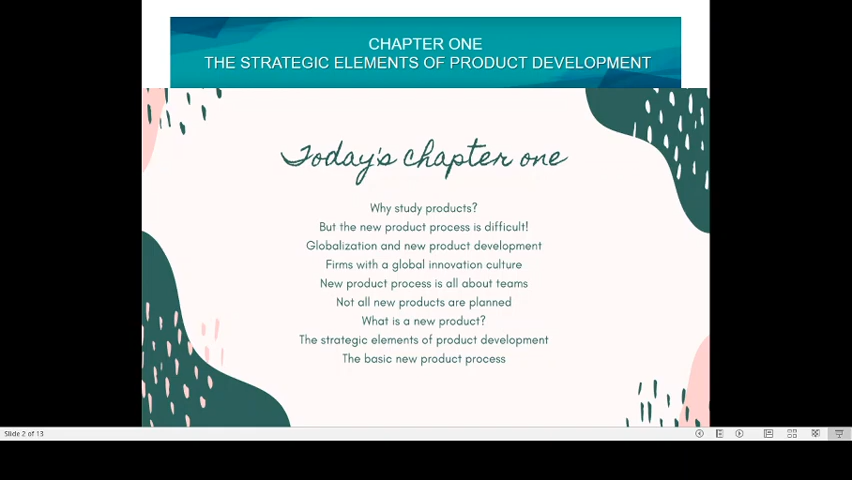 CHAPTER ONE
THE STRATEGIC ELEMENTS OF PRODUCT DEVELOPMENT
Today's chapter one
Why study products?
But the new product process is difficult!
Globalization and new product development
Firms with a global innovation culture
New product process is all about teams
Not all new products are planned
What is a new product?
The strategic elements of product development
The basic new product process
Slide 2 of 13